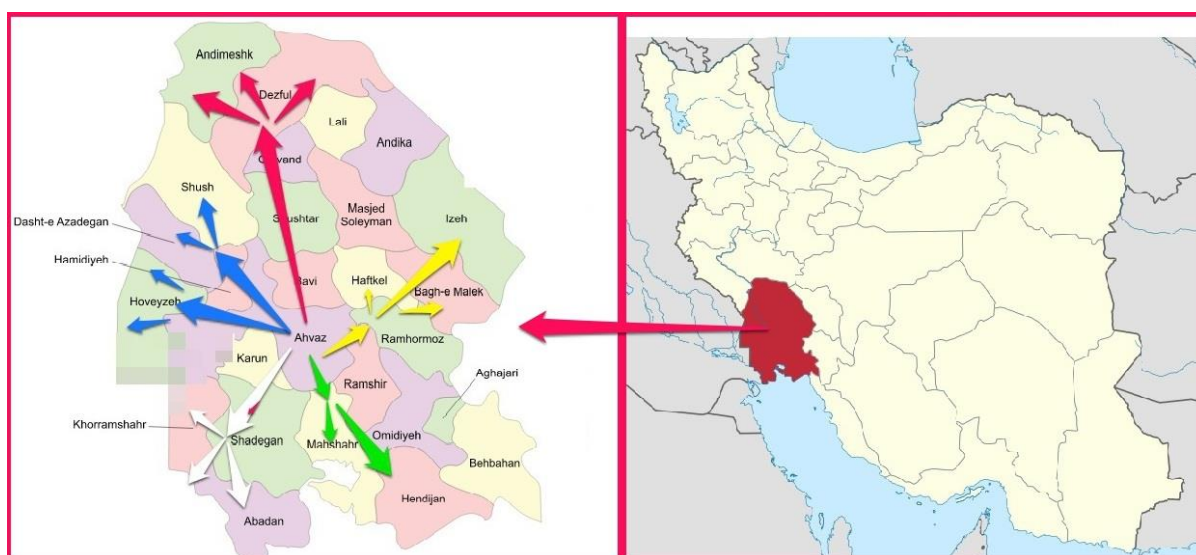 Andimeshk
Dezful
Lali
Andika
Shush
Masjed
Soleyman
Izeh
Dasht-e Azadegan
Hamidiyeh
Haftkel
Bagh-e Malek
Hoveyzeh
Ahvaz
Ramhormoz
Karun
Ramshir
Aghajari
Khorramshahr
Shadegan
Mahshahr
Omidiyeh
Behbahan
Hendijan
Abadan